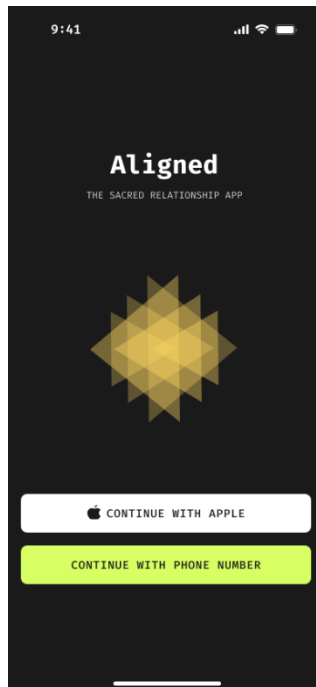 9:41
Aligned
THE SACRED RELATIONSHIP APP
CONTINUE WITH APPLE
CONTINUE WITH PHONE NUMBER